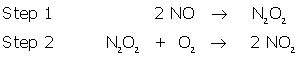 Step 1 2 NO → N₂O₂
Step 2 N₂O₂ + O₂ → 2 NO₂